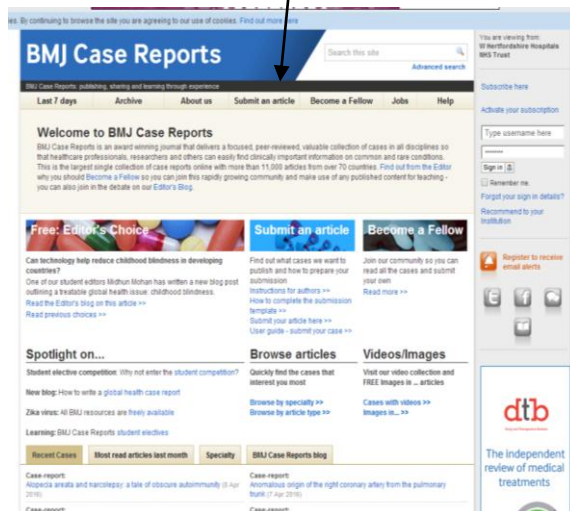 es. By continuing to browse the site you are agreeing to our use of cookies. Find out more here
BMJ Case Reports
Search this site
Advanced search
BMJ Case Reports: publishing, sharing and learning through experience
Last 7 days Archive About us Submit an article Become a Fellow Jobs Help
You are viewing from:
W Hertfordshire Hospitals
NHS Trust
Subscribe here
Activate your subscription
Type username here
Sign in
Remember me
Forgot your sign in details?
Recommend to your
institution
Register to receive
email alerts
Welcome to BMJ Case Reports
BMJ Case Reports is an award winning journal that delivers a focused, peer-reviewed, valuable collection of cases in all disciplines so
that healthcare professionals, researchers and others can easily find clinically important information on common and rare conditions.
This is the largest single collection of case reports online with more than 11,000 articles from over 70 countries. Find out from the Editor
why you should Become a Fellow so you can join this rapidly growing community and make use of any published content for teaching -
you can also join in the debate on our Editor's Blog.
Free: Editor's Choice
Can technology help reduce childhood blindness in developing
countries?
One of our student editors Midhun Mohan has written a new blog post
outlining a treatable global health issue: childhood blindness.
Read the Editor's blog on this article >>
Read previous choices >>
Submit an article
Find out what cases we want to
publish and how to prepare your
submission
Instructions for authors >>
How to complete the submission
template >>
Submit your article here >>
User guide - submit your case >>
Become a Fellow
Join our community so you can
read all the cases and submit
your own
Read more >>
Spotlight on...
Student elective competition: Why not enter the student competition?
New blog: How to write a global health case report
Zika virus: All BMJ resources are freely available
Learning: BMJ Case Reports student electives
Browse articles
Quickly find the cases that
interest you most
Browse by specialty >>
Browse by article type >>
Videos/Images
Visit our video collection and
FREE Images in ... articles
Cases with videos >>
Images in... >>
Recent Cases Most read articles last month Specialty BMJ Case Reports blog
Case-report:
Alopecia areata and narcolepsy: a tale of obscure autoimmunity (8 Apr
2016)
Case-report:
Anomalous origin of the right coronary artery from the pulmonary
trunk (7 Apr 2016)
Case-report:
Case-report:
dtb
The independent
review of medical
treatments